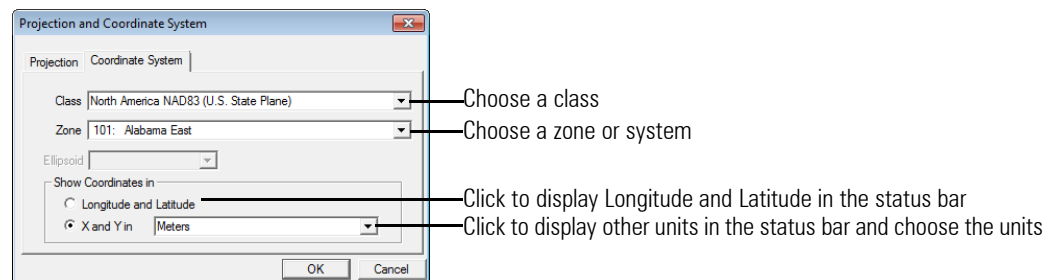 Projection and Coordinate System
Projection Coordinate System
Class North America NAD83 (U.S. State Plane) Choose a class
Zone 101: Alabama East Choose a zone or system
Ellipsoid
Show Coordinates in
Longitude and Latitude Click to display Longitude and Latitude in the status bar
X and Y in Meters Click to display other units in the status bar and choose the units
OK Cancel